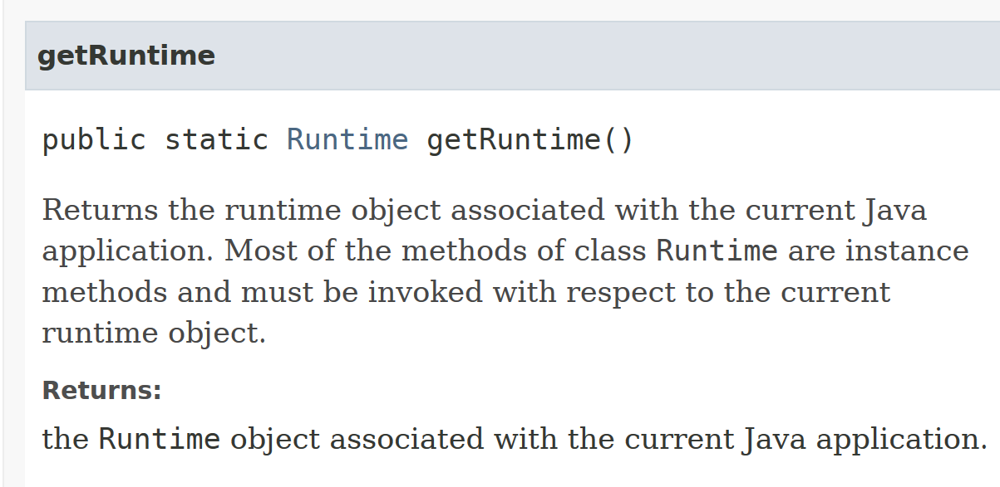 getRuntime
public static Runtime getRuntime()
Returns the runtime object associated with the current Java
application. Most of the methods of class Runtime are instance
methods and must be invoked with respect to the current
runtime object.
Returns:
the Runtime object associated with the current Java application.